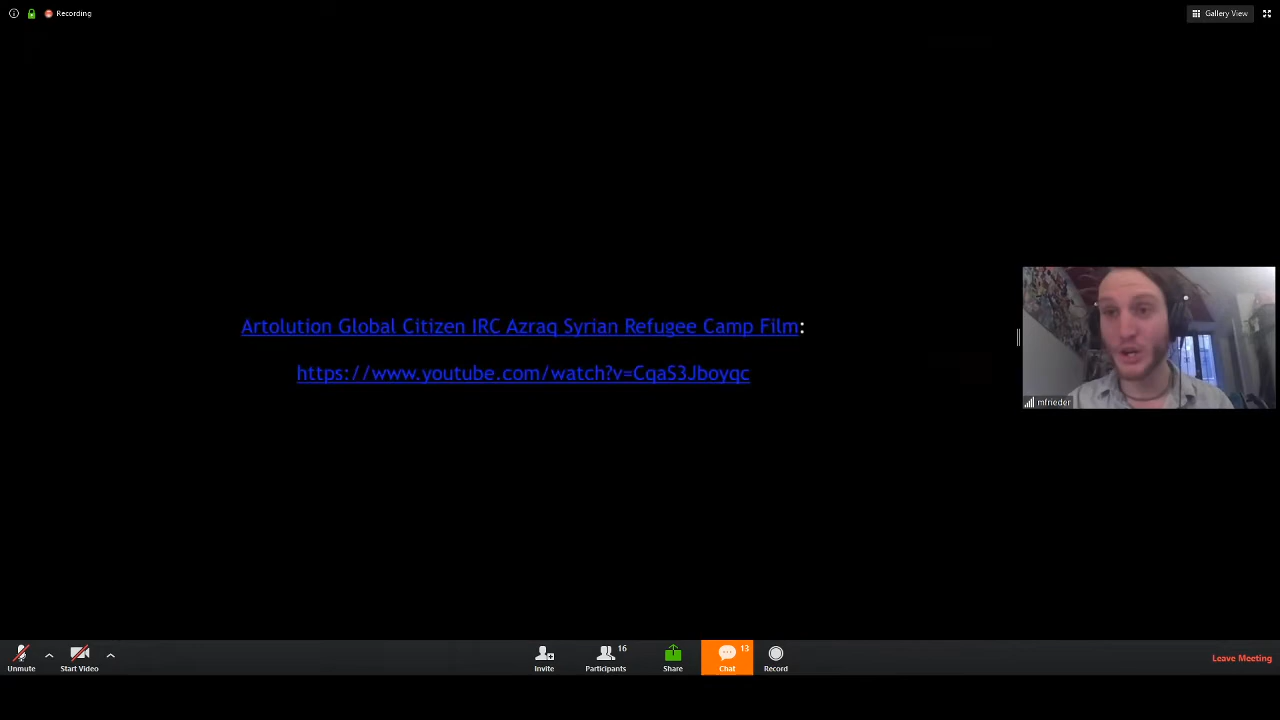 Recording
Gallery View
Artolution Global Citizen IRC Azraq Syrian Refugee Camp Film:
https://www.youtube.com/watch?v=CqaS3Jboyqc
mfrieder
Unmute
Start Video
Invite
16
Participants
Share
13
Chat
Record
Leave Meeting